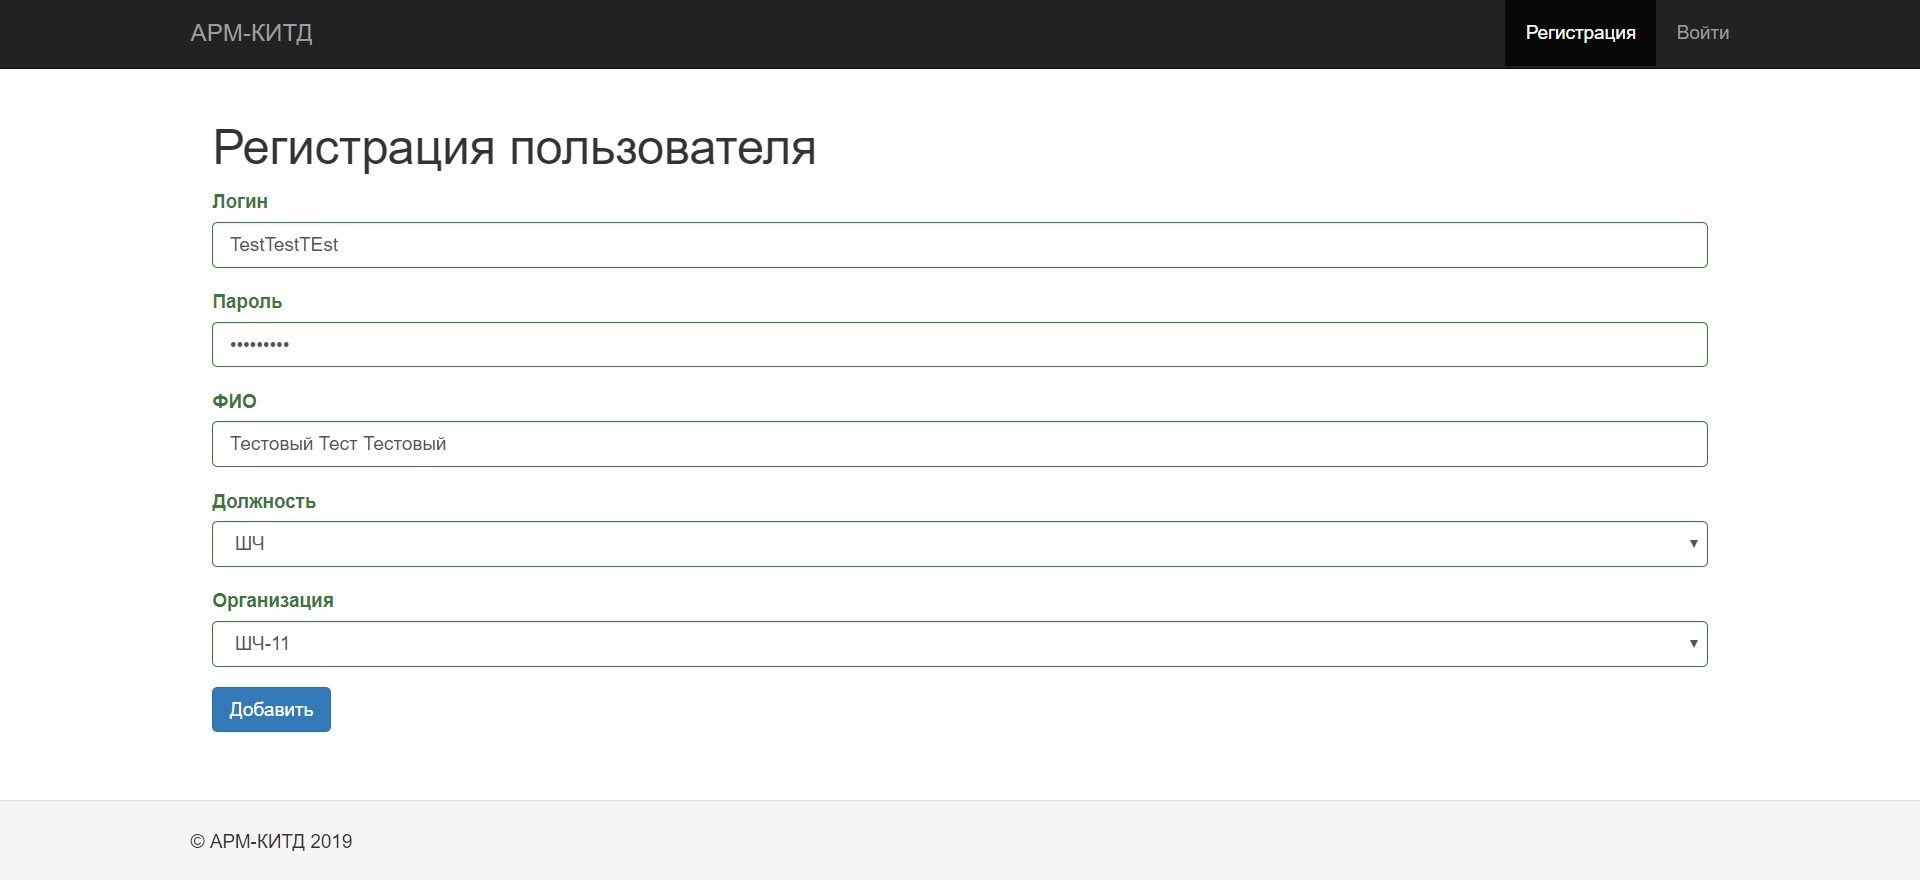 АРМ-КИТД
Регистрация
Войти
Регистрация пользователя
Логин
TestTestTEst
Пароль
•••••••••
ФИО
Тестовый Тест Тестовый
Должность
ШЧ
Организация
ШЧ-11
Добавить
© АРМ-КИТД 2019